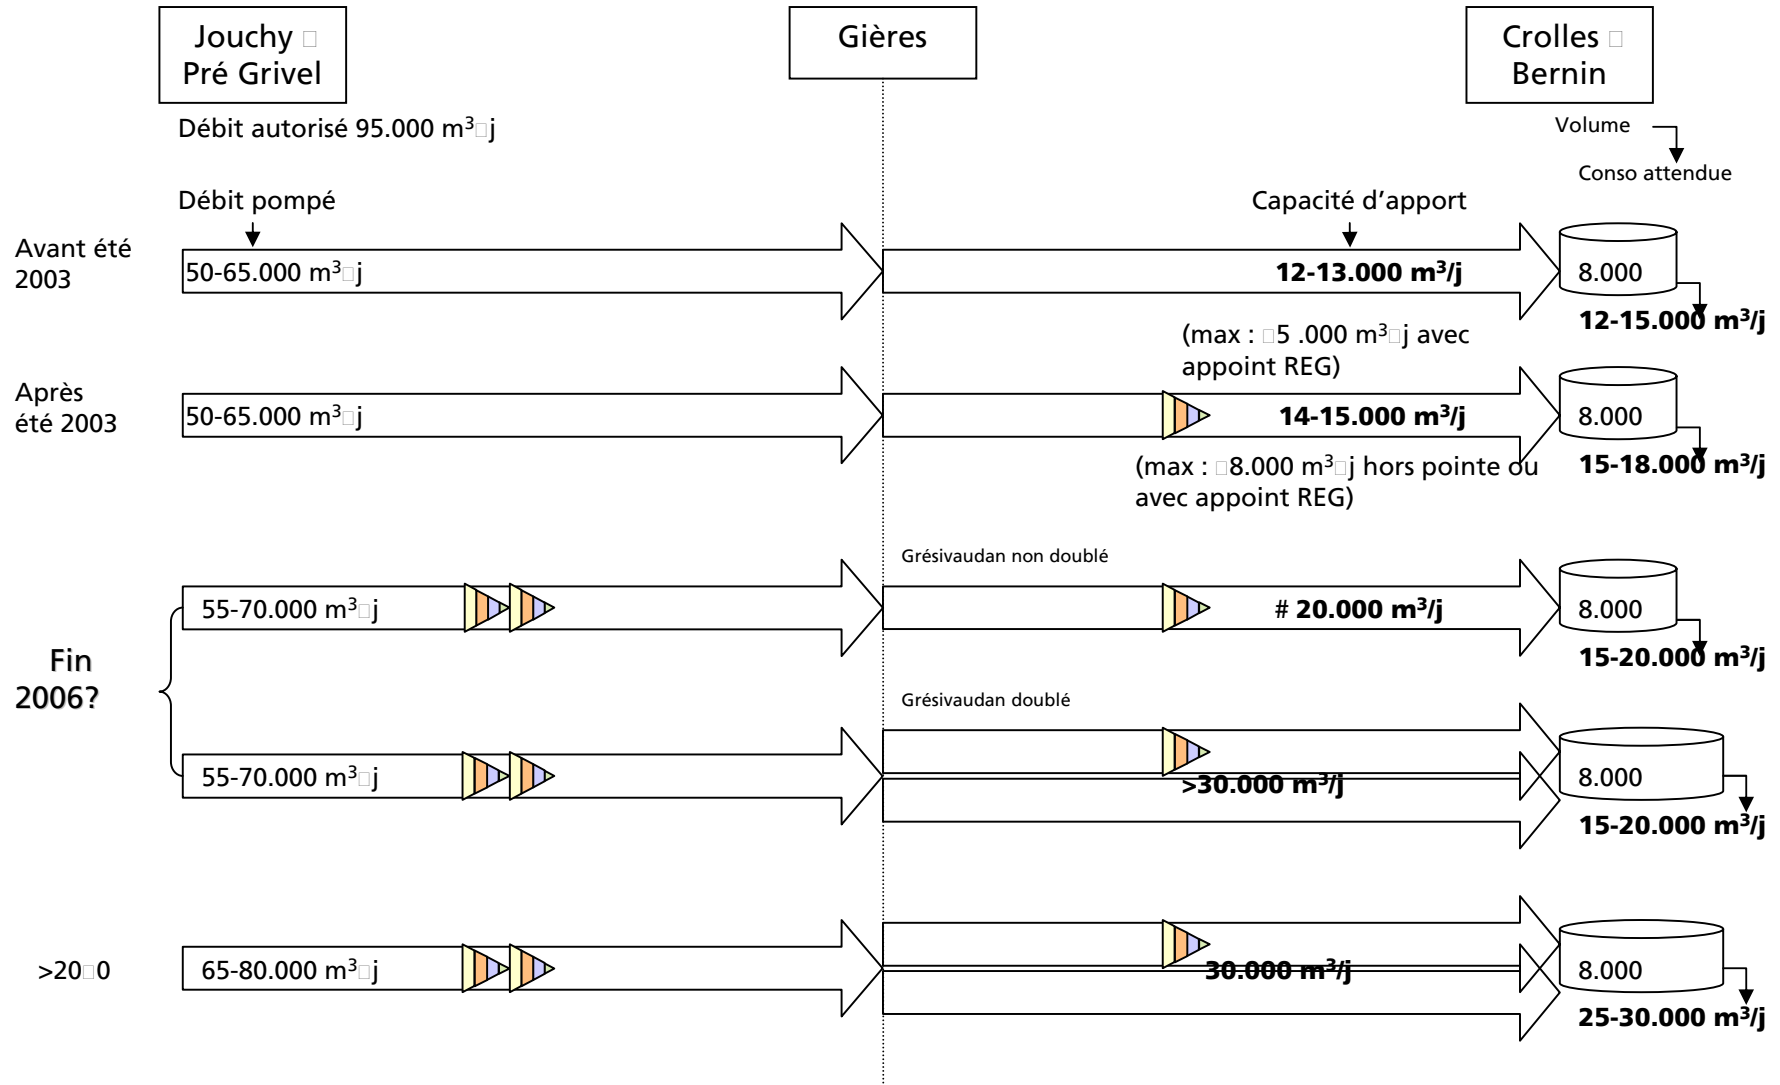 Jouchy □
Pré Grivel
Gières
Crolles □
Bernin
Débit autorisé 95.000 m³□j
Volume
Conso attendue
Débit pompé
Capacité d’apport
Avant été
2003
50-65.000 m³□j
12-13.000 m³/j
8.000
12-15.000 m³/j
(max : □5 .000 m³□j avec
appoint REG)
Après
été 2003
50-65.000 m³□j
14-15.000 m³/j
8.000
15-18.000 m³/j
(max : □8.000 m³□j hors pointe ou
avec appoint REG)
Grésivaudan non doublé
55-70.000 m³□j
# 20.000 m³/j
8.000
15-20.000 m³/j
Fin
2006?
Grésivaudan doublé
55-70.000 m³□j
>30.000 m³/j
8.000
15-20.000 m³/j
>20□0
65-80.000 m³□j
30.000 m³/j
8.000
25-30.000 m³/j